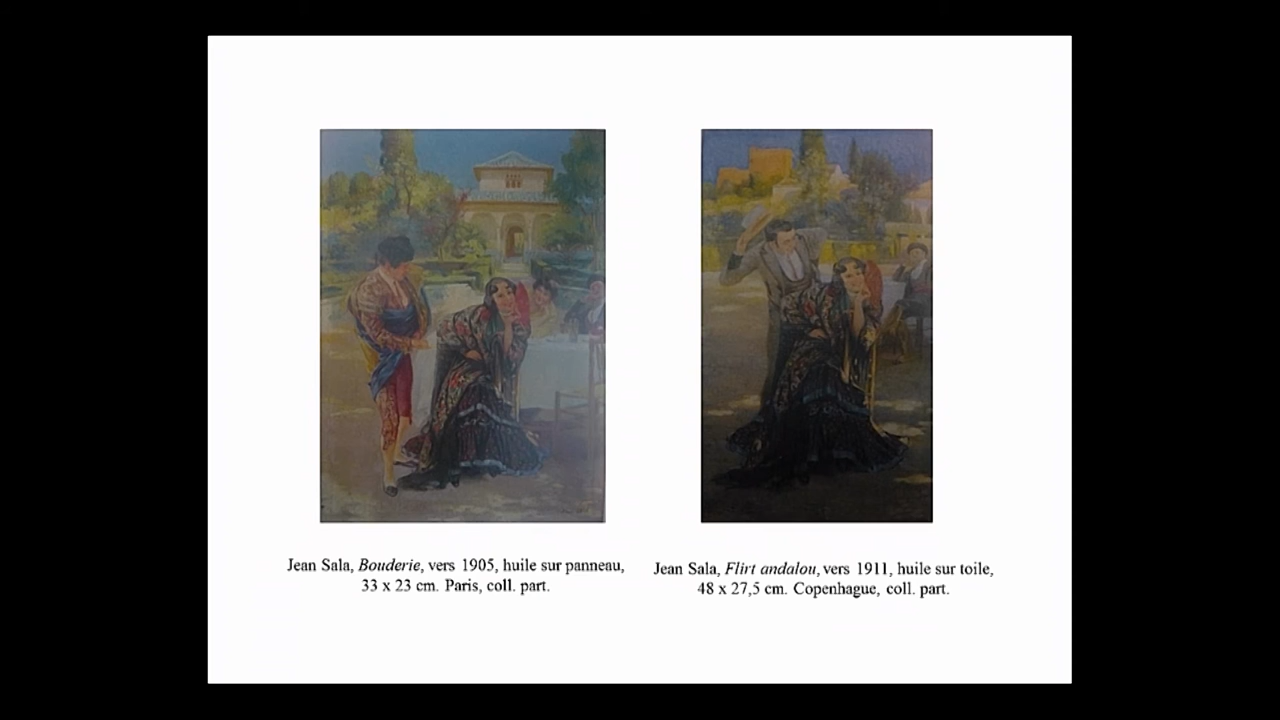 Jean Sala, Bouderie, vers 1905, huile sur panneau,
33 x 23 cm. Paris, coll. part.
Jean Sala, Flirt andalou, vers 1911, huile sur toile,
48 x 27,5 cm. Copenhague, coll. part.